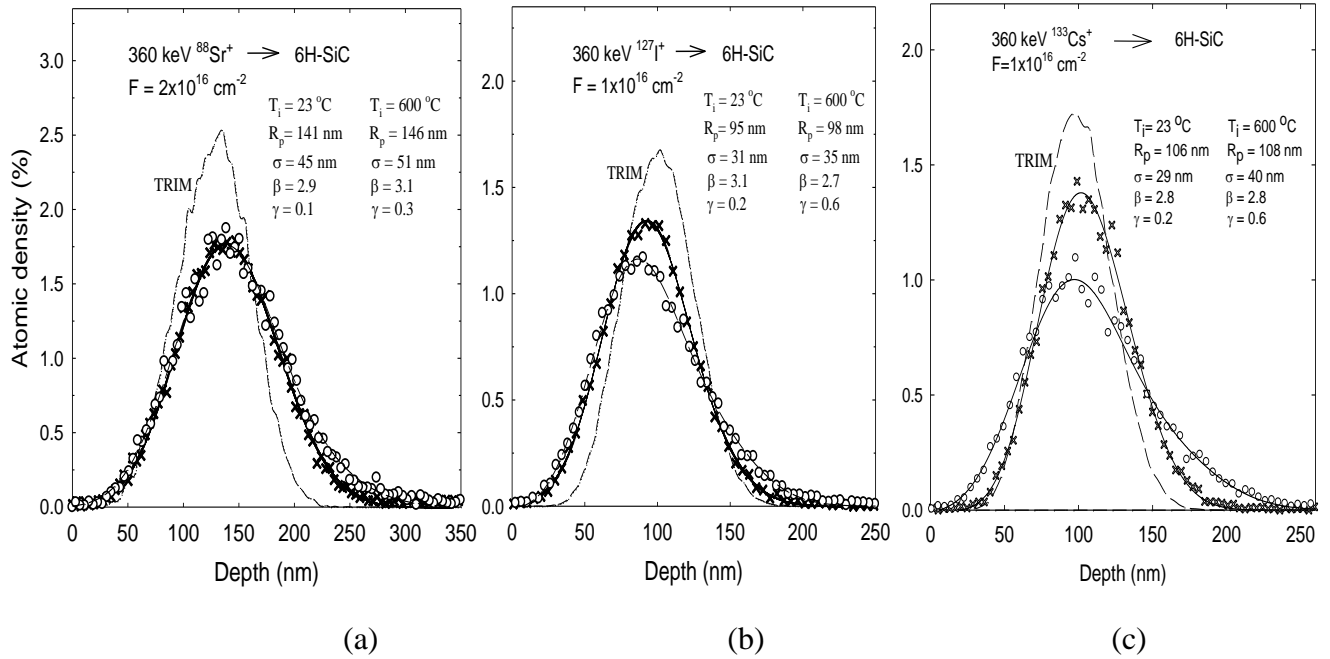 360 keV ⁸⁸Sr⁺ → 6H-SiC
F = 2x10¹⁶ cm⁻²
Tᵢ = 23 °C Tᵢ = 600 °C
Rₚ= 141 nm Rₚ= 146 nm
σ = 45 nm σ = 51 nm
β = 2.9 β = 3.1
γ = 0.1 γ = 0.3
TRIM
Atomic density (%)
3.0
2.5
2.0
1.5
1.0
0.5
0.0
0 50 100 150 200 250 300 350
Depth (nm)
(a)
360 keV ¹²⁷I⁺ → 6H-SiC
F = 1x10¹⁶ cm⁻²
Tᵢ = 23 °C Tᵢ = 600 °C
Rₚ= 95 nm Rₚ= 98 nm
σ = 31 nm σ = 35 nm
β = 3.1 β = 2.7
γ = 0.2 γ = 0.6
TRIM
2.0
1.5
1.0
0.5
0.0
0 50 100 150 200 250
Depth (nm)
(b)
360 keV ¹³³Cs⁺ → 6H-SiC
F=1x10¹⁶ cm⁻²
Tᵢ= 23 °C Tᵢ = 600 °C
Rₚ = 106 nm Rₚ = 108 nm
σ = 29 nm σ = 40 nm
β = 2.8 β = 2.8
γ = 0.2 γ = 0.6
TRIM
2.0
1.5
1.0
0.5
0.0
0 50 100 150 200 250
Depth (nm)
(c)